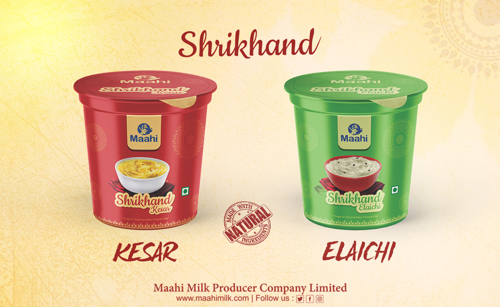 Shrikhand
Maahi
Shrikhand
Maahi
Shrikhand
Maahi
Shrikhand
Kesar
Maahi
Shrikhand
Elaichi
MADE WITH
NATURAL
INGREDIENTS
KESAR
ELAICHI
Maahi Milk Producer Company Limited
www.maahimilk.com | Follow us :